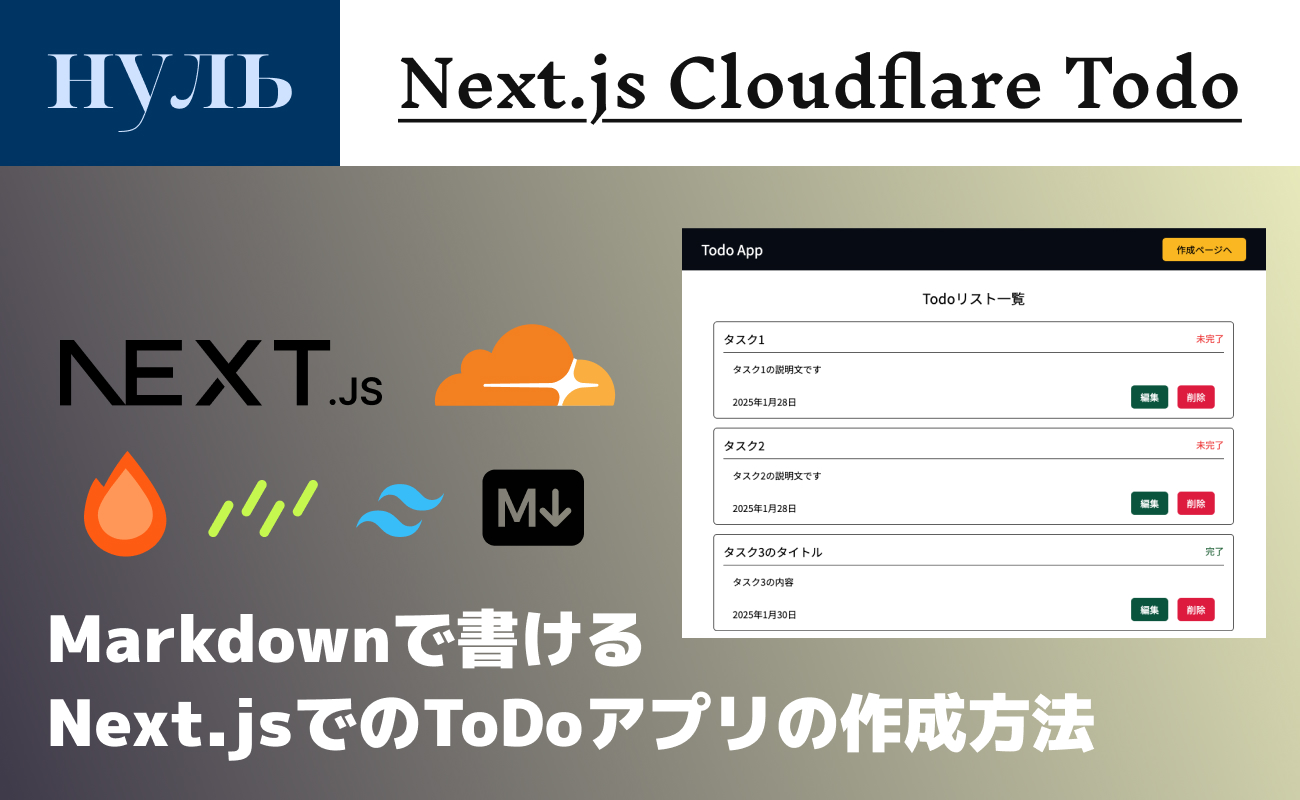 нуль
Next.js Cloudflare Todo
NEXT.JS
M
Todo App
作成ページへ
Todoリスト一覧
タスク1
未完了
タスク1の説明文です
2025年1月28日
編集
削除
タスク2
未完了
タスク2の説明文です
2025年1月28日
編集
削除
タスク3のタイトル
完了
タスク3の内容
2025年1月30日
編集
削除
Markdownで書ける
Next.jsでのToDoアプリの作成方法